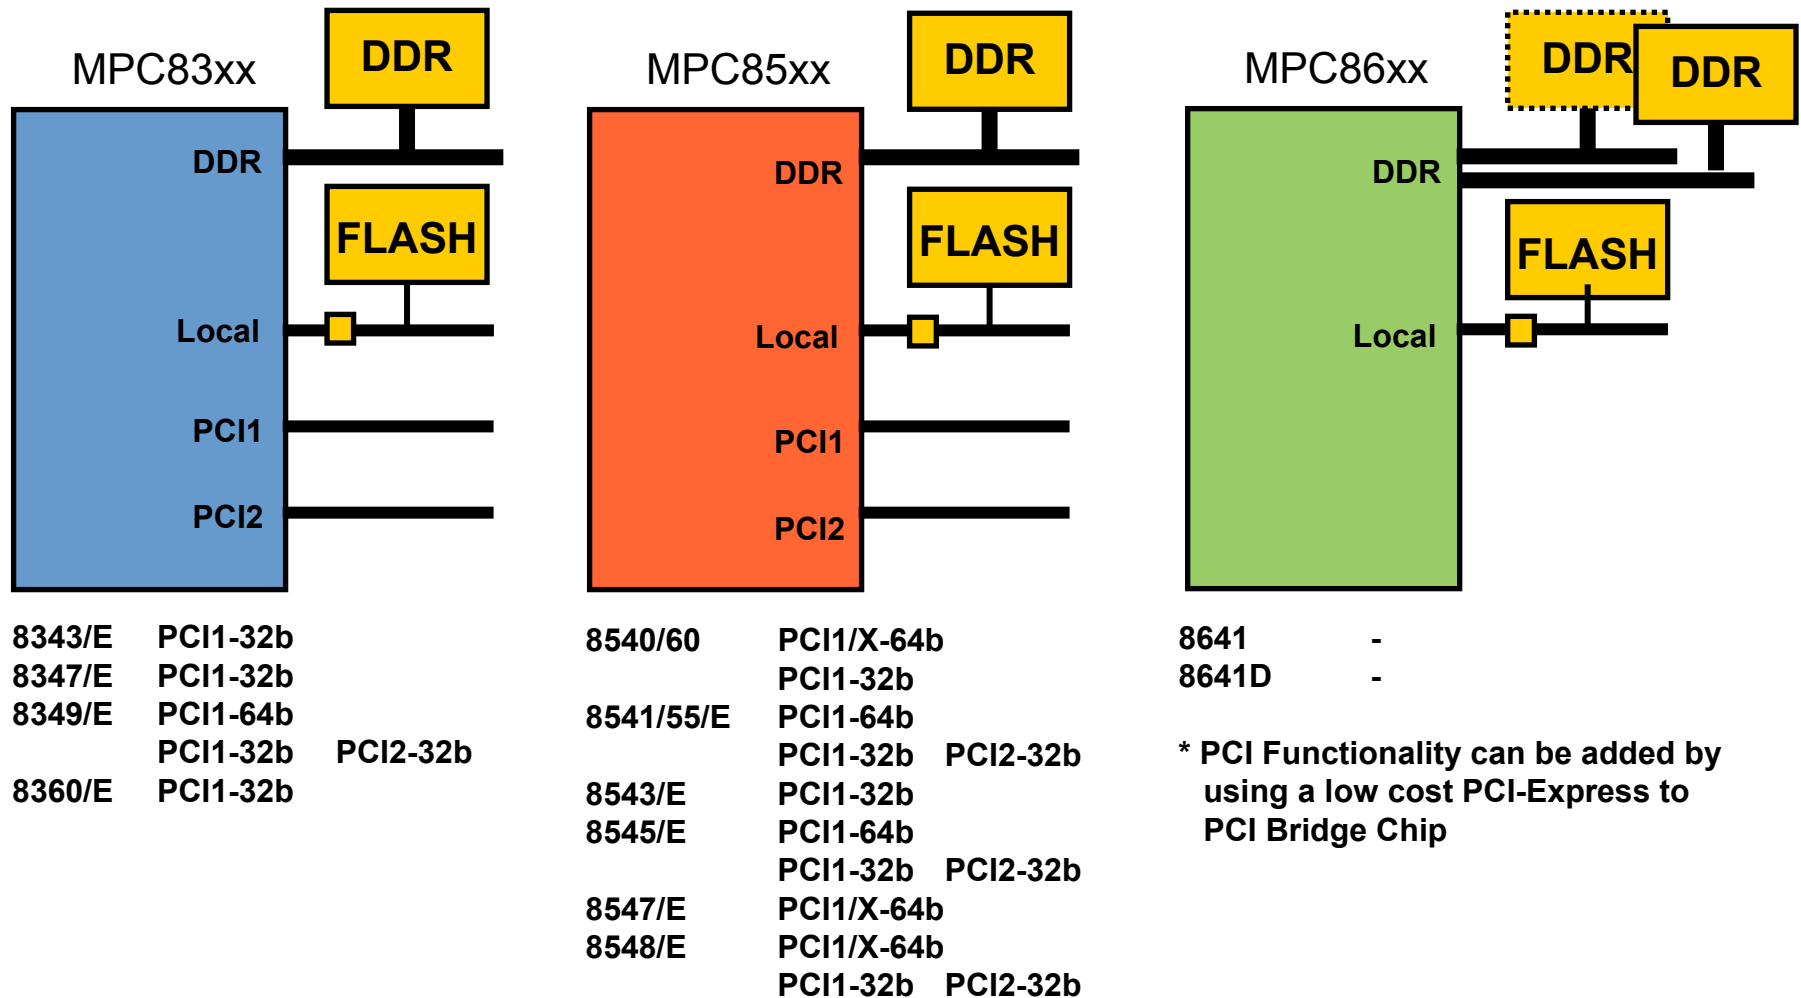 MPC83xx
DDR
DDR
FLASH
Local
PCI1
PCI2
8343/E PCI1-32b
8347/E PCI1-32b
8349/E PCI1-64b
PCI1-32b PCI2-32b
8360/E PCI1-32b
MPC85xx
DDR
DDR
FLASH
Local
PCI1
PCI2
8540/60 PCI1/X-64b
PCI1-32b
8541/55/E PCI1-64b
PCI1-32b PCI2-32b
8543/E PCI1-32b
8545/E PCI1-64b
PCI1-32b PCI2-32b
8547/E PCI1/X-64b
8548/E PCI1/X-64b
PCI1-32b PCI2-32b
MPC86xx
DDR
DDR
DDR
FLASH
Local
8641 -
8641D -
* PCI Functionality can be added by
using a low cost PCI-Express to
PCI Bridge Chip